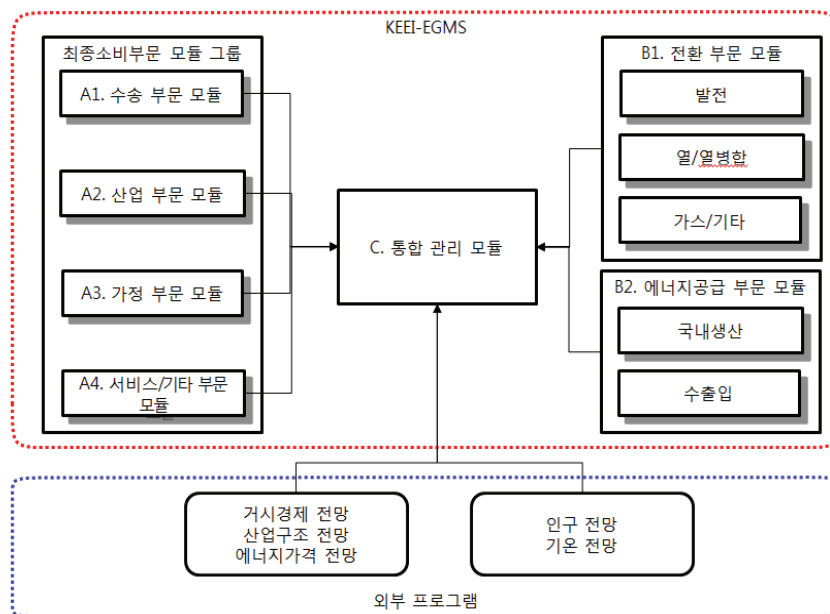 KEEI-EGMS
최종소비부문 모듈 그룹
A1. 수송 부문 모듈
A2. 산업 부문 모듈
A3. 가정 부문 모듈
A4. 서비스/기타 부문
모듈
C. 통합 관리 모듈
B1. 전환 부문 모듈
발전
열/열병합
가스/기타
B2. 에너지공급 부문 모듈
국내생산
수출입
거시경제 전망
산업구조 전망
에너지가격 전망
인구 전망
기온 전망
외부 프로그램